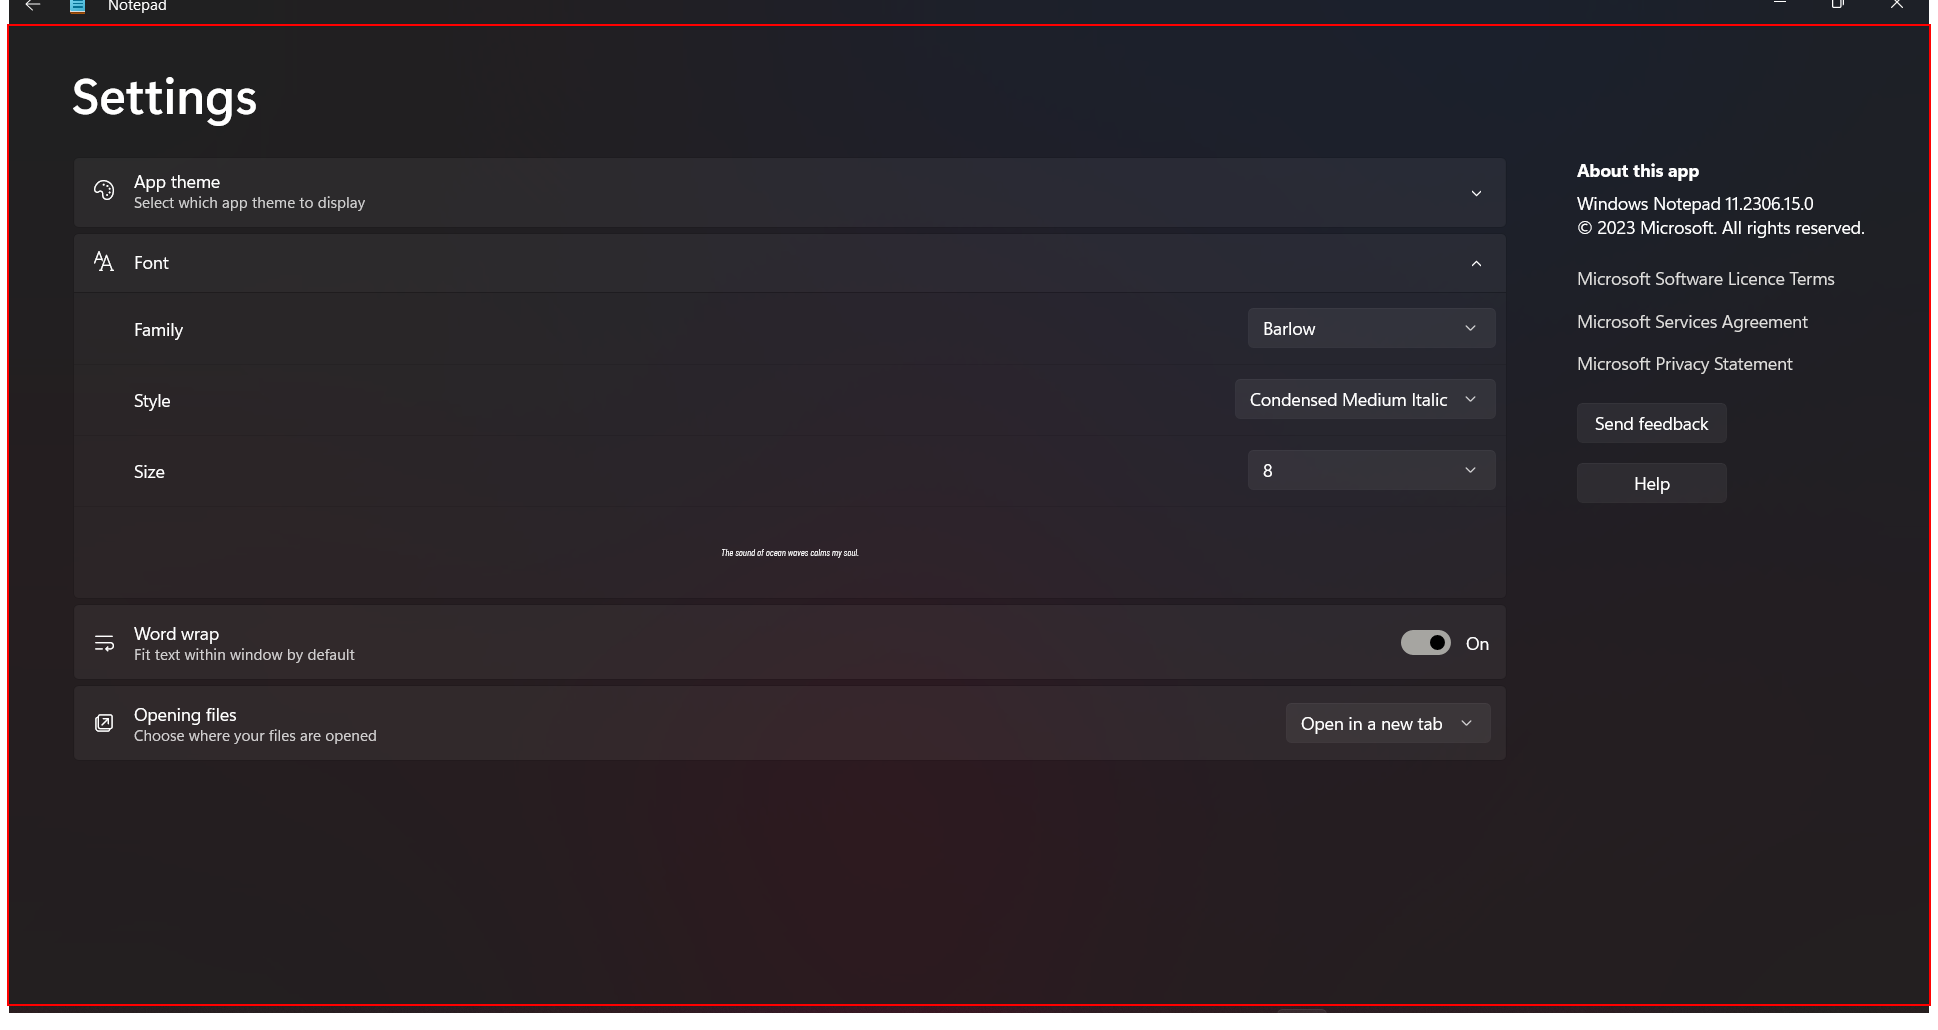 Notepad
Settings
App theme
Select which app theme to display
Font
Family
Barlow
Style
Condensed Medium Italic
Size
8
The sound of ocean waves calms my soul.
Word wrap
Fit text within window by default
On
Opening files
Choose where your files are opened
Open in a new tab
About this app
Windows Notepad 11.2306.15.0
© 2023 Microsoft. All rights reserved.
Microsoft Software Licence Terms
Microsoft Services Agreement
Microsoft Privacy Statement
Send feedback
Help